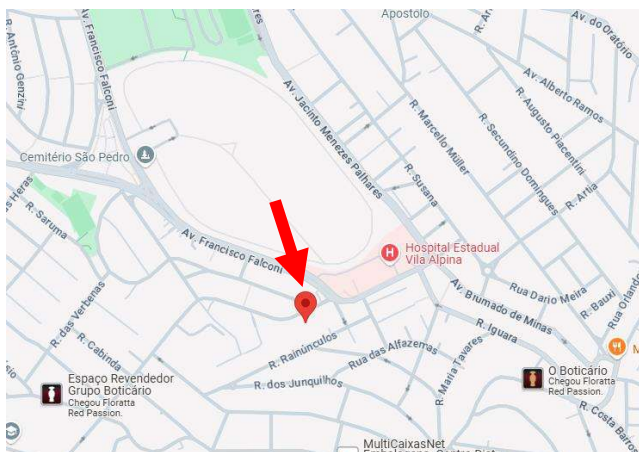 Apostolo
Av. Francisco Falconi
R. Antônio Genzini
Av. do Oratório
Av. Jacinto Menezes Palhares
Av. Alberto Ramos
R. Marcello Müller
R. Augusto Piacentini
R. Secundino Domingues
Cemitério São Pedro
R. Susana
R. Artia
R. Saruma
Av. Francisco Falconi
Hospital Estadual
Vila Alpina
Rua Dario Meira
R. Bauxi
Av. Brumado de Minas
R. das Verbenas
R. Iguara
R. Cabinda
R. Rainúnculos
Rua das Alfazemas
R. Maria Tavares
Espaço Revendedor
Grupo Boticário
Chegou Floratta
Red Passion.
R. dos Junquilhos
O Boticário
Chegou Floratta
Red Passion.
R. Costa Barros
MultiCaixasNet